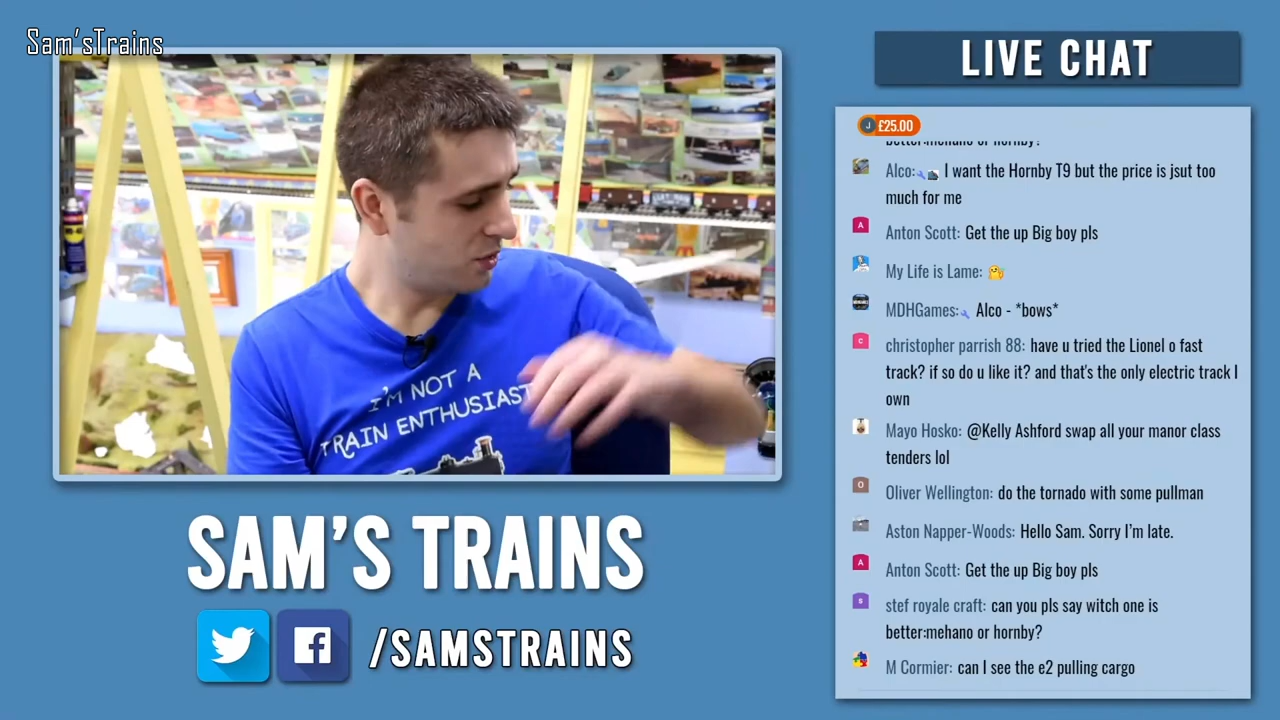 Sam'sTrains
LIVE CHAT
J £25.00
better:mehano or hornby?
Alco: I want the Hornby T9 but the price is jsut too
much for me
A Anton Scott: Get the up Big boy pls
My Life is Lame:
MDHGames: Alco - *bows*
C christopher parrish 88: have u tried the Lionel o fast
track? if so do u like it? and that's the only electric track I
own
Mayo Hosko: @Kelly Ashford swap all your manor class
tenders lol
O Oliver Wellington: do the tornado with some pullman
Aston Napper-Woods: Hello Sam. Sorry I'm late.
A Anton Scott: Get the up Big boy pls
s stef royale craft: can you pls say witch one is
better:mehano or hornby?
M Cormier: can I see the e2 pulling cargo
I'M NOT A
TRAIN ENTHUSIAST
SAM'S TRAINS
/SAMSTRAINS